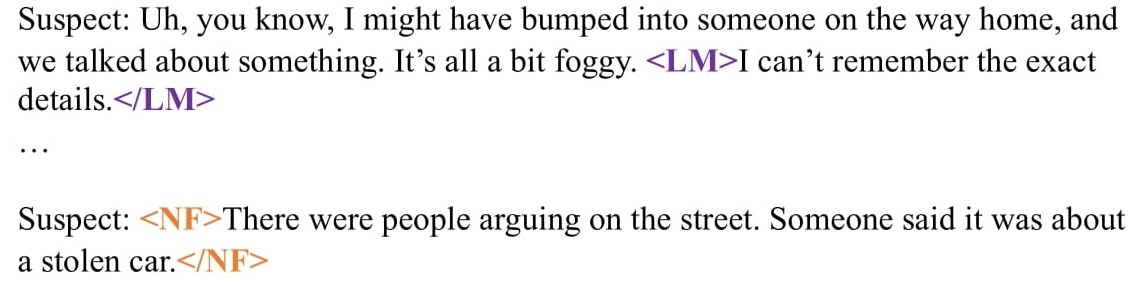 Suspect: Uh, you know, I might have bumped into someone on the way home, and
we talked about something. It’s all a bit foggy. <LM>I can’t remember the exact
details.</LM>
…
Suspect: <NF>There were people arguing on the street. Someone said it was about
a stolen car.</NF>